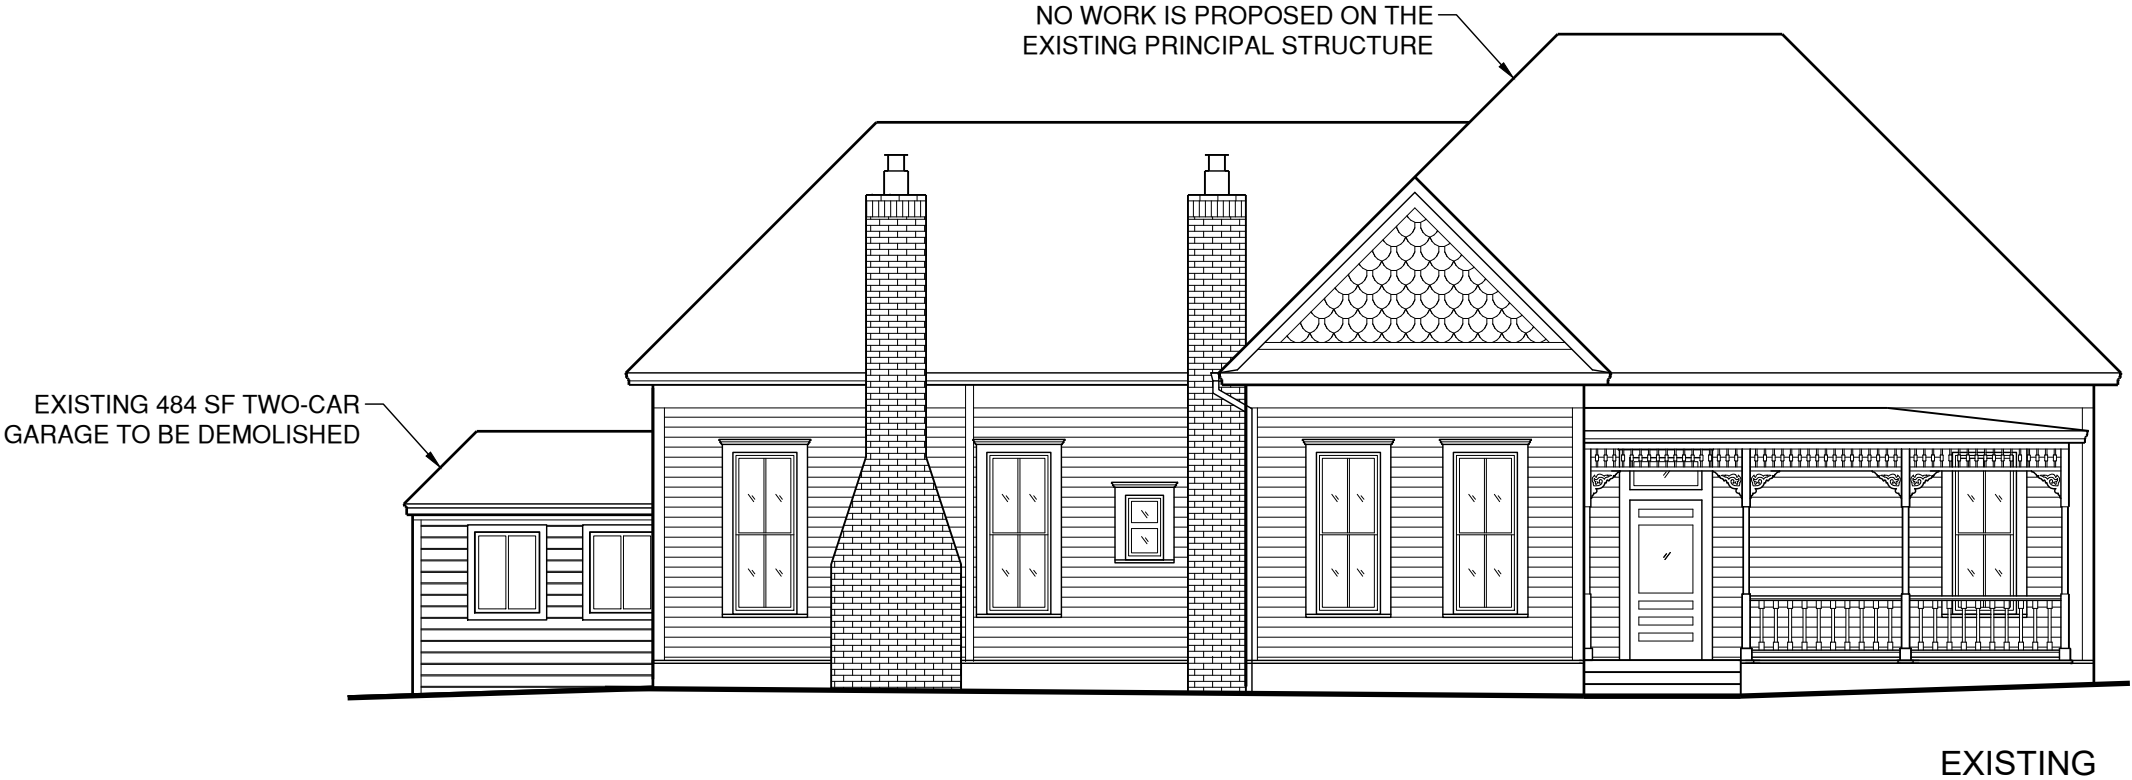 NO WORK IS PROPOSED ON THE
EXISTING PRINCIPAL STRUCTURE
EXISTING 484 SF TWO-CAR
GARAGE TO BE DEMOLISHED
EXISTING